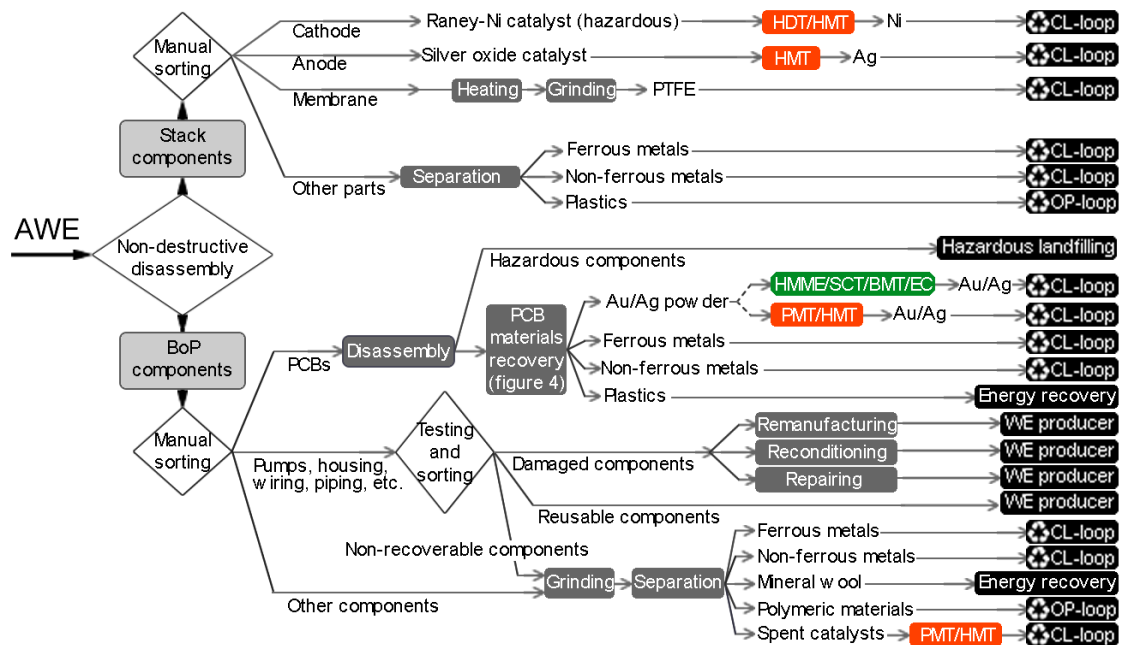 Manual
sorting
Cathode
Raney-Ni catalyst (hazardous)
HDT/HMT
Ni
CL-loop
Anode
Silver oxide catalyst
HMT
Ag
CL-loop
Membrane
Heating
Grinding
PTFE
CL-loop
Stack
components
Other parts
Separation
Ferrous metals
CL-loop
Non-ferrous metals
CL-loop
Plastics
OP-loop
AWE
Non-destructive
disassembly
Hazardous components
Hazardous landfilling
BoP
components
PCBs
Disassembly
PCB
materials
recovery
(figure 4)
Au/Ag powder
HMME/SCT/BMT/EC
Au/Ag
CL-loop
PMT/HMT
Au/Ag
CL-loop
Ferrous metals
CL-loop
Non-ferrous metals
CL-loop
Plastics
Energy recovery
Manual
sorting
Pumps, housing,
wiring, piping, etc.
Testing
and
sorting
Damaged components
Remanufacturing
WE producer
Reconditioning
WE producer
Repairing
WE producer
Reusable components
WE producer
Non-recoverable components
Other components
Grinding
Separation
Ferrous metals
CL-loop
Non-ferrous metals
CL-loop
Mineral wool
Energy recovery
Polymeric materials
OP-loop
Spent catalysts
PMT/HMT
CL-loop